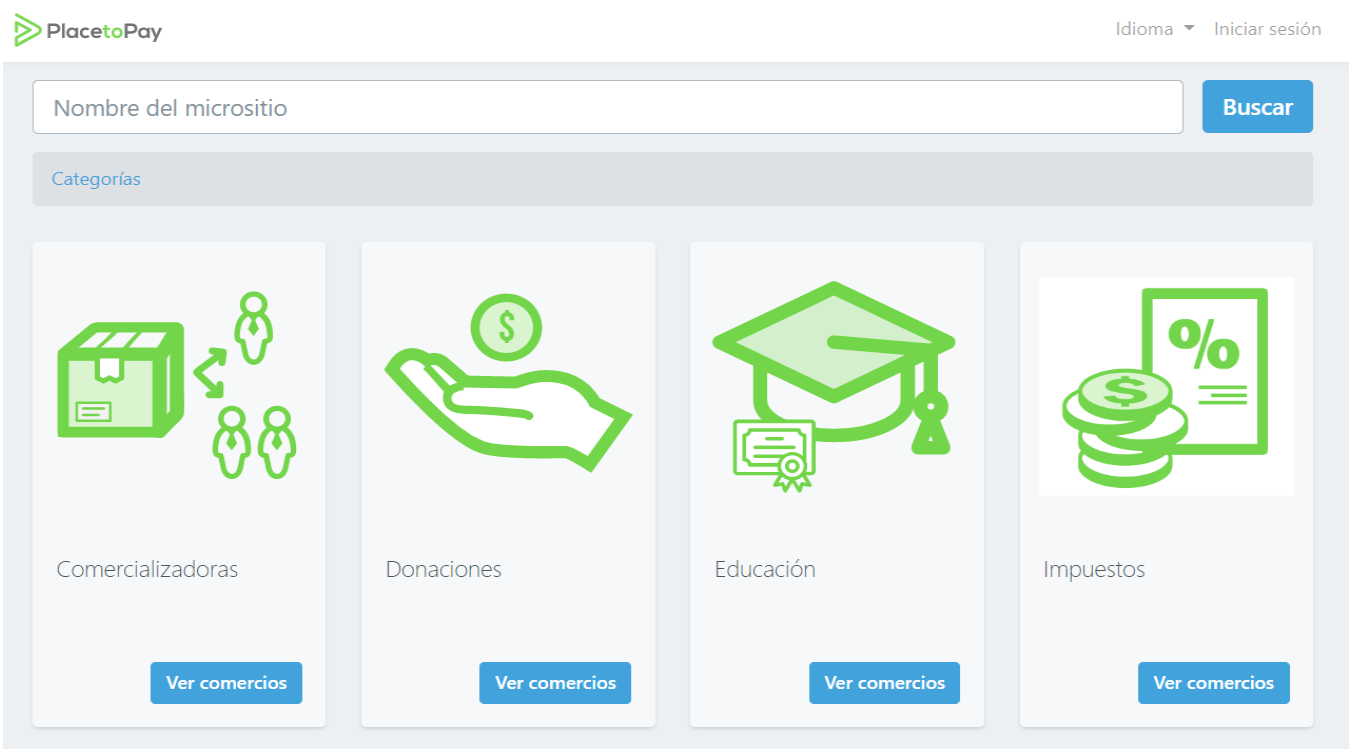 PlacetoPay
Idioma Iniciar sesión
Nombre del micrositio
Buscar
Categorías
$
%
$
Comercializadoras
Donaciones
Educación
Impuestos
Ver comercios
Ver comercios
Ver comercios
Ver comercios